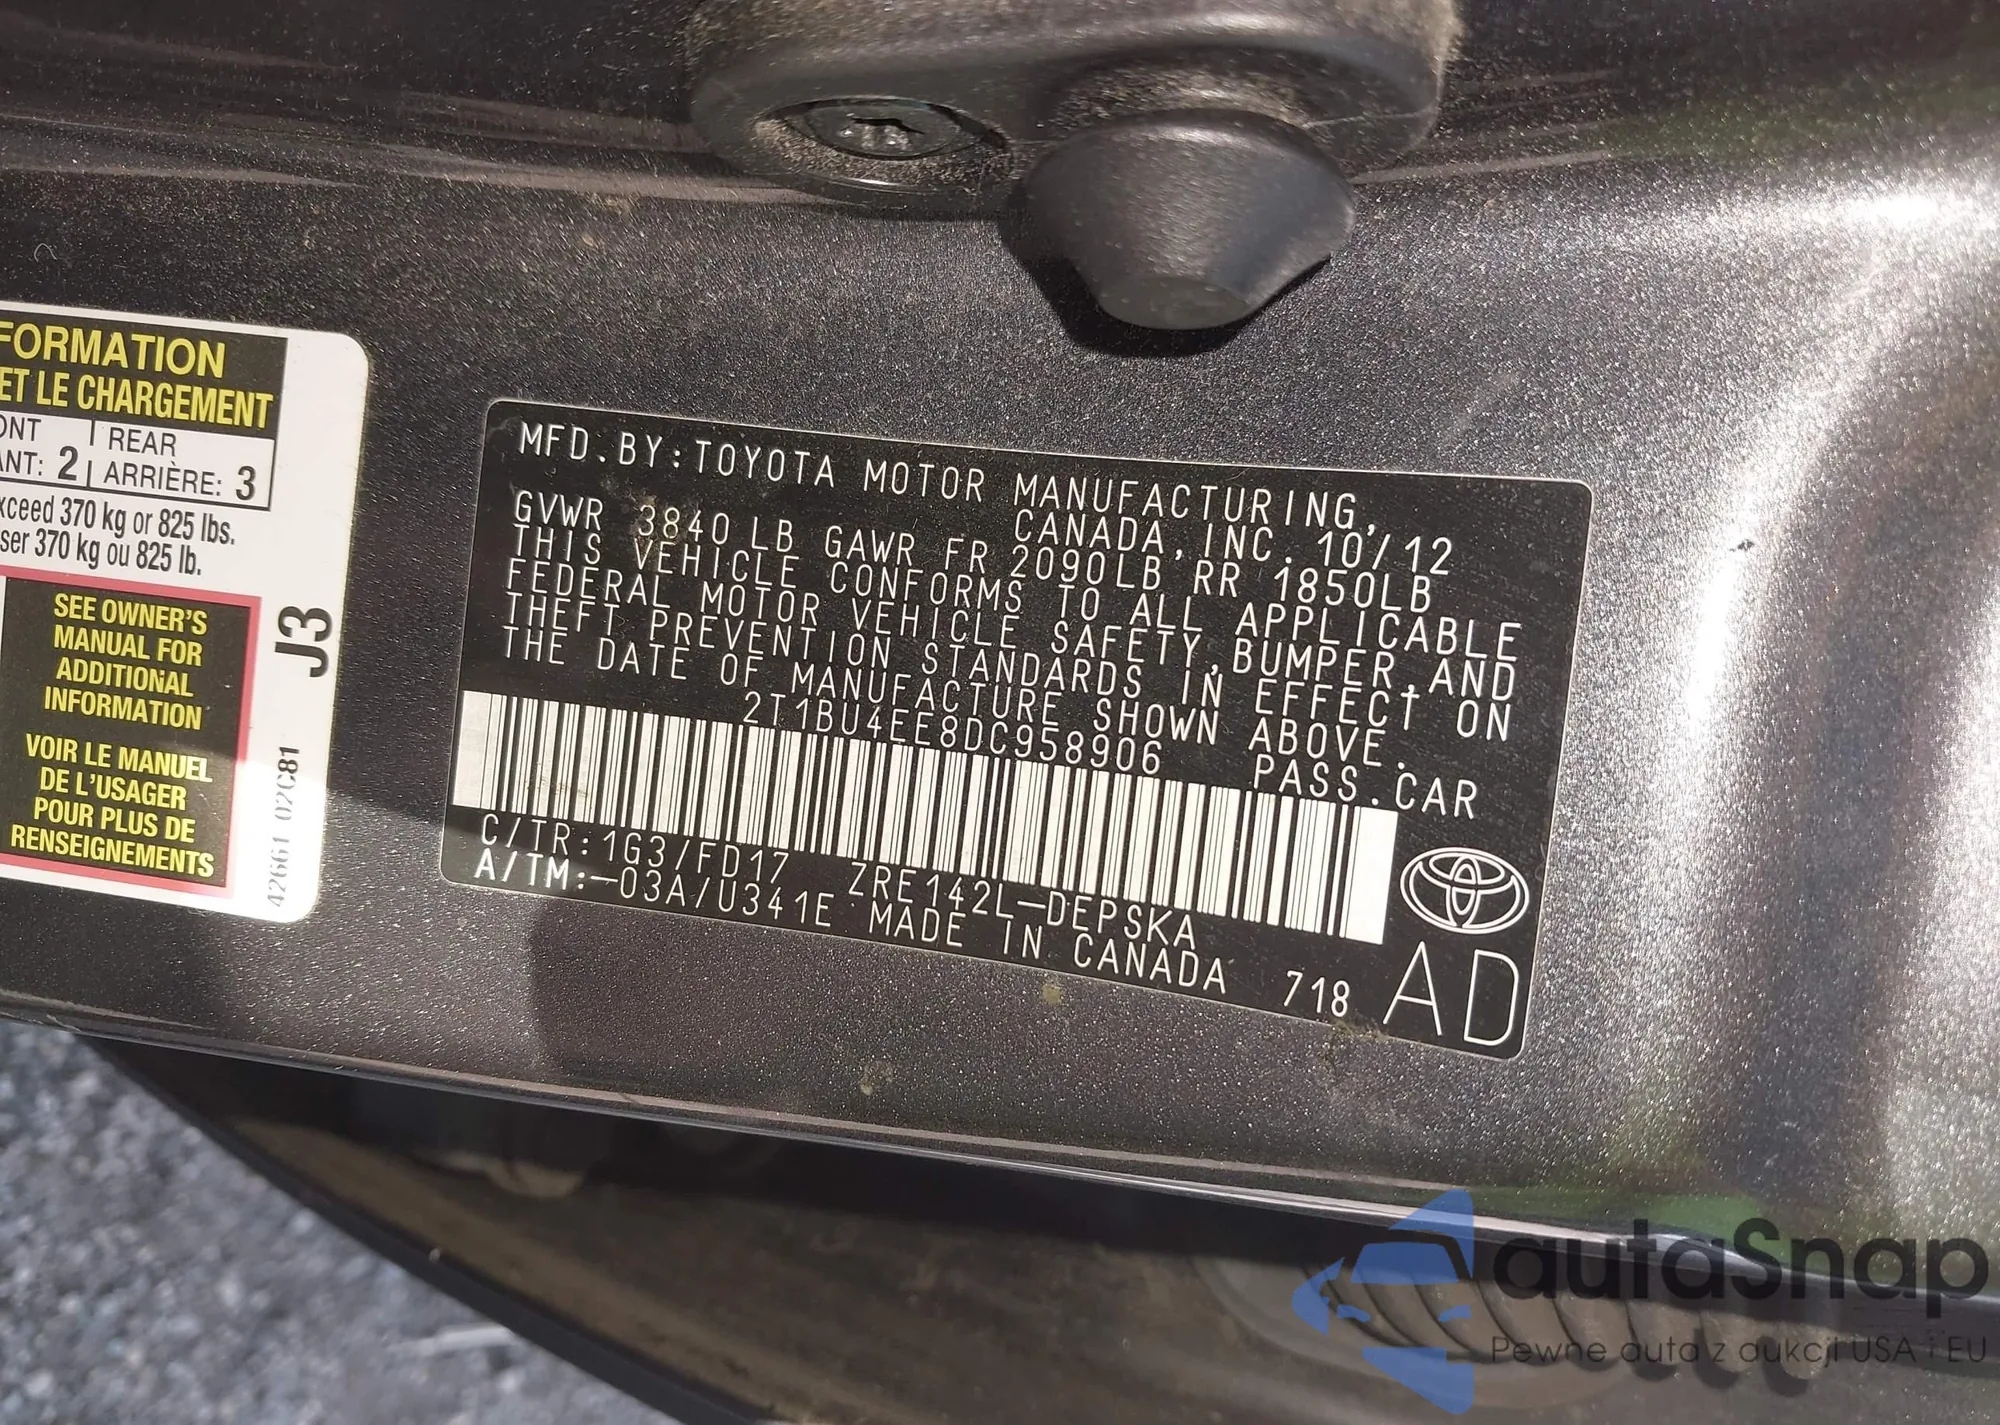 FORMATION
ET LE CHARGEMENT
ONT | REAR
ANT: 2 | ARRIÈRE: 3
xceed 370 kg or 825 lbs.
ser 370 kg ou 825 lb.
SEE OWNER'S
MANUAL FOR
ADDITIONAL
INFORMATION
VOIR LE MANUEL
DE L'USAGER
POUR PLUS DE
RENSEIGNEMENTS
J3
42661 02C81
MFD.BY:TOYOTA MOTOR MANUFACTURING,
CANADA,INC. 10/12
GVWR 3840LB GAWR FR 2090LB RR 1850LB
THIS VEHICLE CONFORMS TO ALL APPLICABLE
FEDERAL MOTOR VEHICLE SAFETY,BUMPER,AND
THEFT PREVENTION STANDARDS IN EFFECT ON
THE DATE OF MANUFACTURE SHOWN ABOVE.
2T1BU4EE8DC958906 PASS.CAR
C/TR:1G3/FD17 ZRE142L-DEPSKA
A/TM:-03A/U341E MADE IN CANADA 718
AD
autaSnap
Pewne auta z aukcji USA i EU